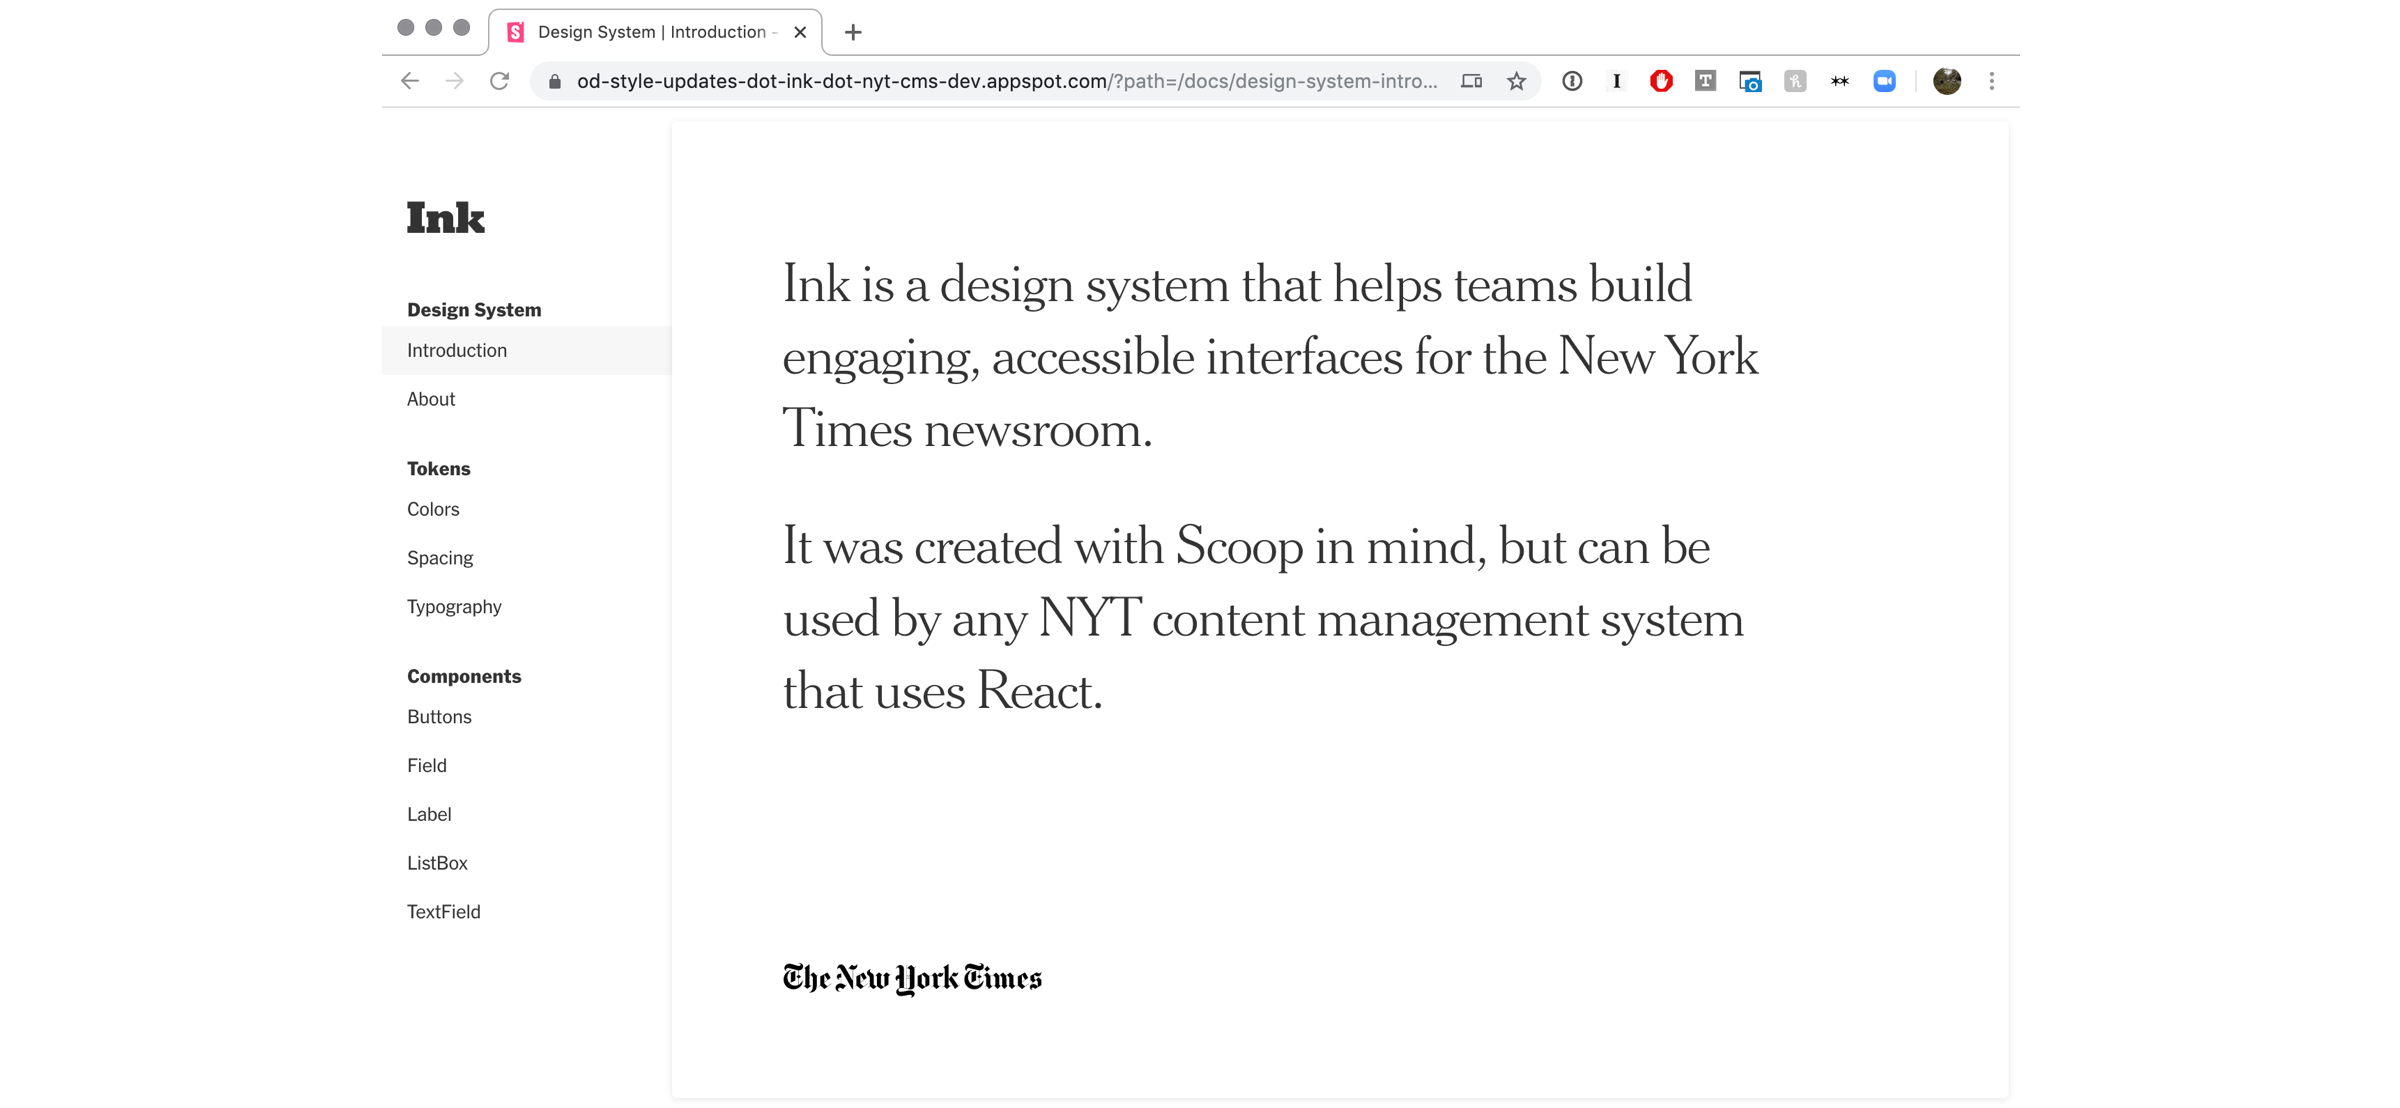 Design System | Introduction -
od-style-updates-dot-ink-dot-nyt-cms-dev.appspot.com/?path=/docs/design-system-intro...
Ink
Design System
Introduction
About
Tokens
Colors
Spacing
Typography
Components
Buttons
Field
Label
ListBox
TextField
Ink is a design system that helps teams build
engaging, accessible interfaces for the New York
Times newsroom.
It was created with Scoop in mind, but can be
used by any NYT content management system
that uses React.
The New York Times